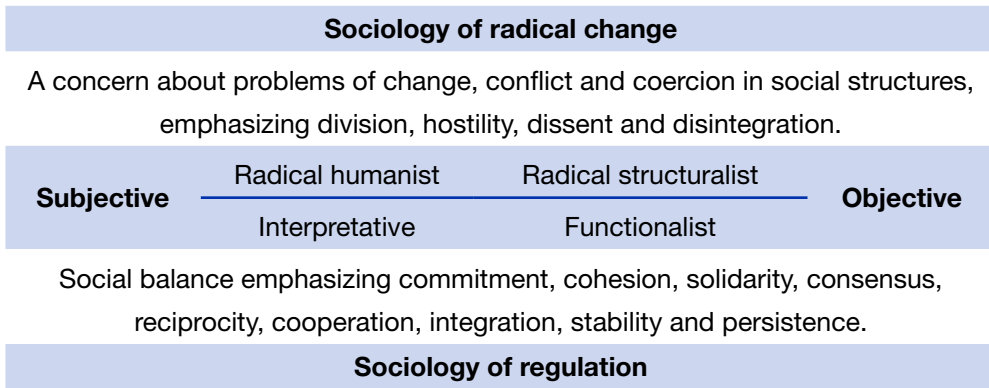 Sociology of radical change
A concern about problems of change, conflict and coercion in social structures,
emphasizing division, hostility, dissent and disintegration.
Subjective
Radical humanist
Radical structuralist
Interpretative
Functionalist
Objective
Social balance emphasizing commitment, cohesion, solidarity, consensus,
reciprocity, cooperation, integration, stability and persistence.
Sociology of regulation